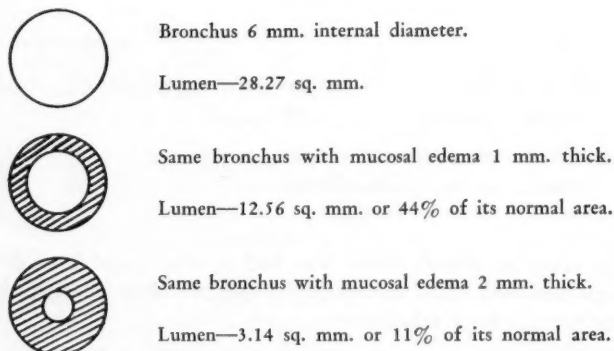 Bronchus 6 mm. internal diameter.
Lumen—28.27 sq. mm.
Same bronchus with mucosal edema 1 mm. thick.
Lumen—12.56 sq. mm. or 44% of its normal area.
Same bronchus with mucosal edema 2 mm. thick.
Lumen—3.14 sq. mm. or 11% of its normal area.